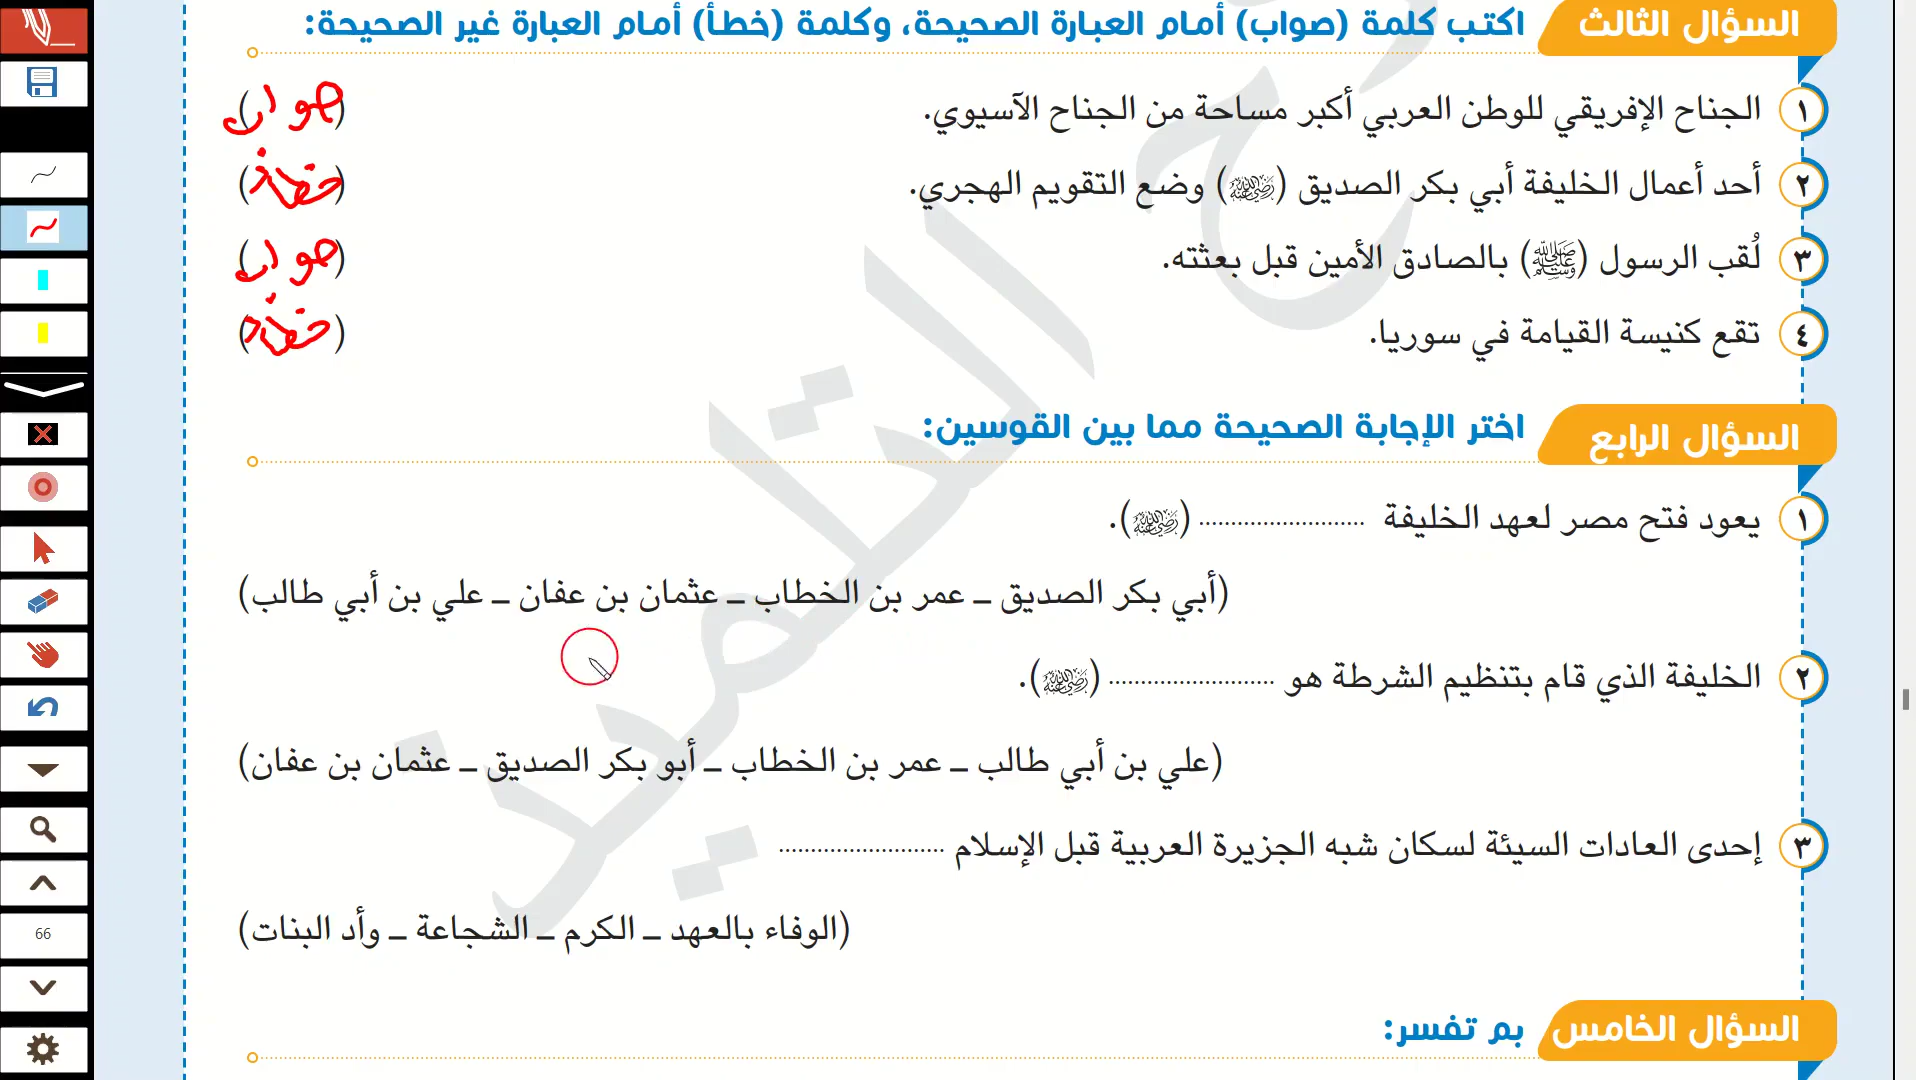 السؤال الثالث اكتب كلمة (صواب) أمام العبارة الصحيحة، وكلمة (خطأ) أمام العبارة غير الصحيحة:
١ الجناح الإفريقي للوطن العربي أكبر مساحة من الجناح الآسيوي. (صواب)
٢ أحد أعمال الخليفة أبي بكر الصديق (رضي الله عنه) وضع التقويم الهجري. (خطأ)
٣ لُقب الرسول (ﷺ) بالصادق الأمين قبل بعثته. (صواب)
٤ تقع كنيسة القيامة في سوريا. (خطأ)
السؤال الرابع اختر الإجابة الصحيحة مما بين القوسين:
١ يعود فتح مصر لعهد الخليفة .......................... (رضي الله عنه).
(أبي بكر الصديق – عمر بن الخطاب – عثمان بن عفان – علي بن أبي طالب)
٢ الخليفة الذي قام بتنظيم الشرطة هو .......................... (رضي الله عنه).
(علي بن أبي طالب – عمر بن الخطاب – أبو بكر الصديق – عثمان بن عفان)
٣ إحدى العادات السيئة لسكان شبه الجزيرة العربية قبل الإسلام ..........................
(الوفاء بالعهد – الكرم – الشجاعة – وأد البنات)
السؤال الخامس بم تفسر:
التلميذ
66